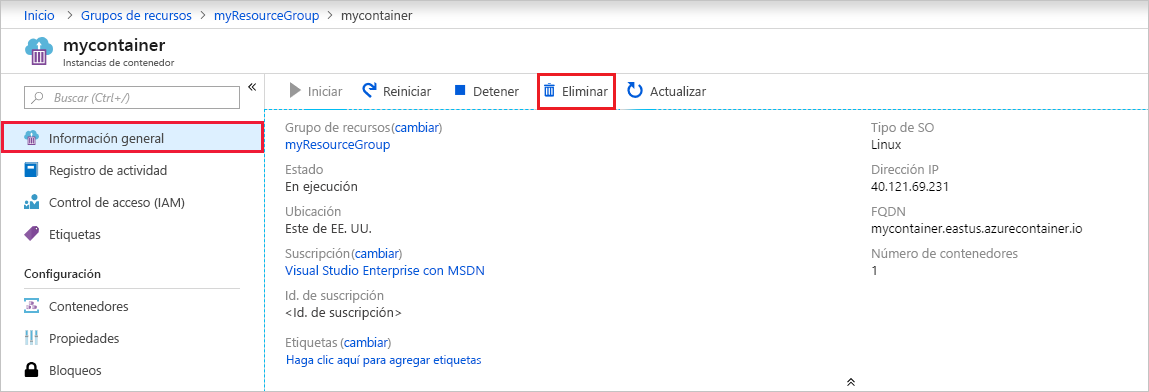 Inicio > Grupos de recursos > myResourceGroup > mycontainer
mycontainer
Instancias de contenedor
Buscar (Ctrl+/)
«
Información general
Registro de actividad
Control de acceso (IAM)
Etiquetas
Configuración
Contenedores
Propiedades
Bloqueos
Iniciar Reiniciar Detener Eliminar Actualizar
Grupo de recursos(cambiar)
myResourceGroup
Estado
En ejecución
Ubicación
Este de EE. UU.
Suscripción(cambiar)
Visual Studio Enterprise con MSDN
Id. de suscripción
<Id. de suscripción>
Etiquetas (cambiar)
Haga clic aquí para agregar etiquetas
Tipo de SO
Linux
Dirección IP
40.121.69.231
FQDN
mycontainer.eastus.azurecontainer.io
Número de contenedores
1